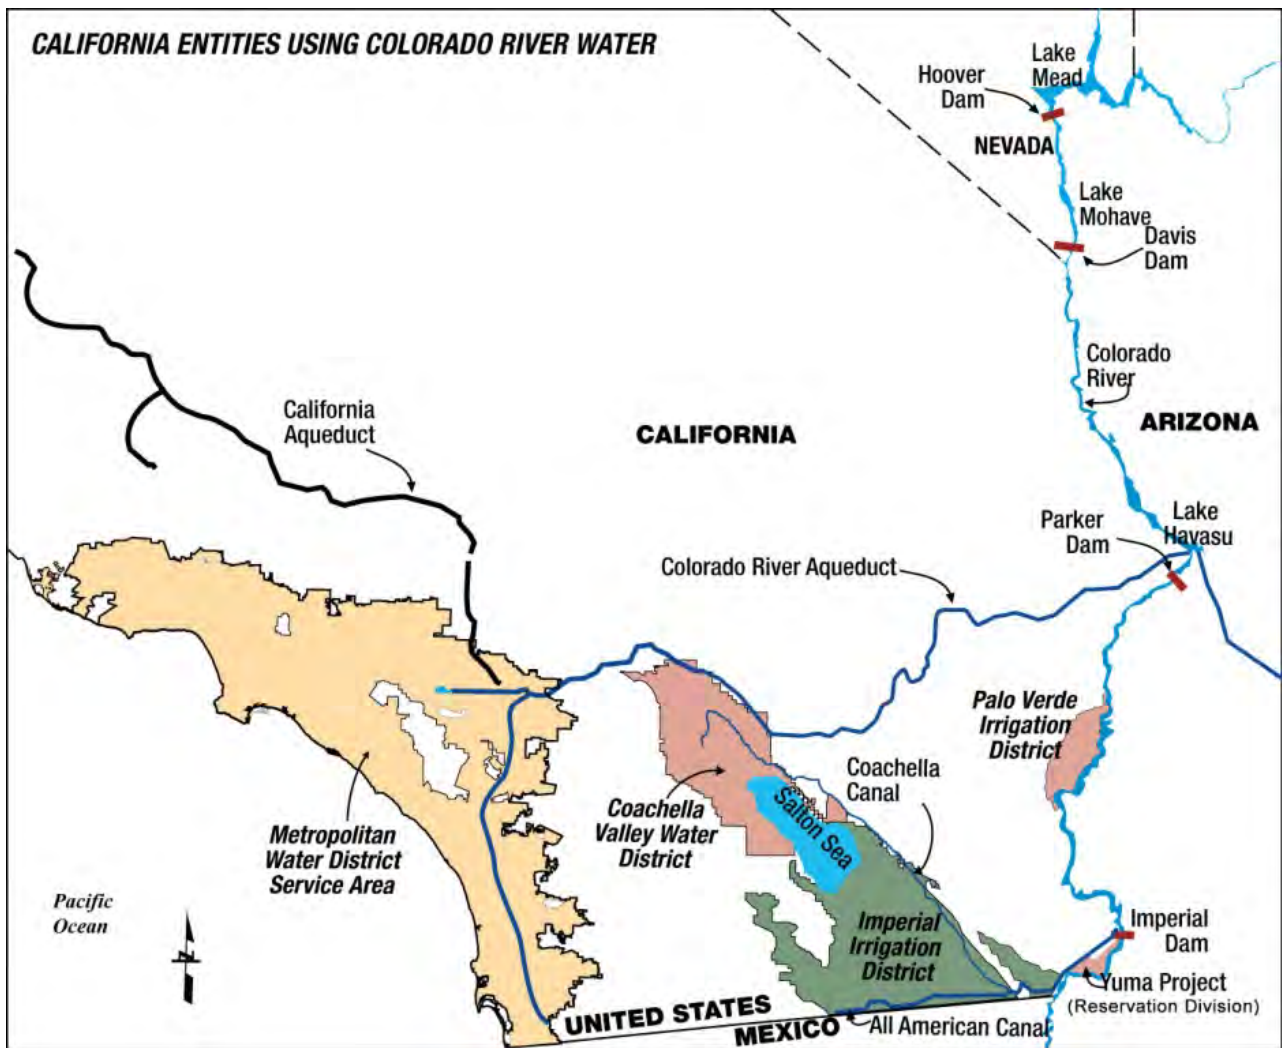 CALIFORNIA ENTITIES USING COLORADO RIVER WATER
Lake
Mead
Hoover
Dam
NEVADA
Lake
Mohave
Davis
Dam
Colorado
River
ARIZONA
California
Aqueduct
CALIFORNIA
Parker
Dam
Lake
Havasu
Colorado River Aqueduct
Palo Verde
Irrigation
District
Coachella
Canal
Salton Sea
Coachella
Valley Water
District
Metropolitan
Water District
Service Area
Pacific
Ocean
N
Imperial
Irrigation
District
Imperial
Dam
Yuma Project
(Reservation Division)
UNITED STATES
MEXICO
All American Canal